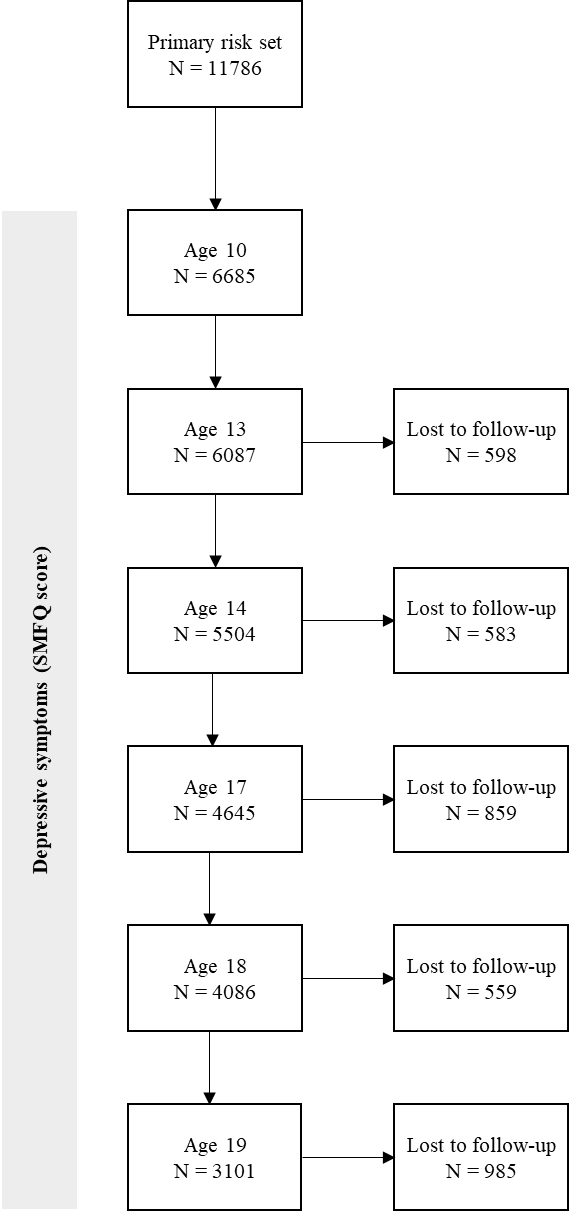 Primary risk set
N = 11786
Age 10
N = 6685
Age 13
N = 6087
Lost to follow-up
N = 598
Age 14
N = 5504
Lost to follow-up
N = 583
Depressive symptoms (SMFQ score)
Age 17
N = 4645
Lost to follow-up
N = 859
Age 18
N = 4086
Lost to follow-up
N = 559
Age 19
N = 3101
Lost to follow-up
N = 985